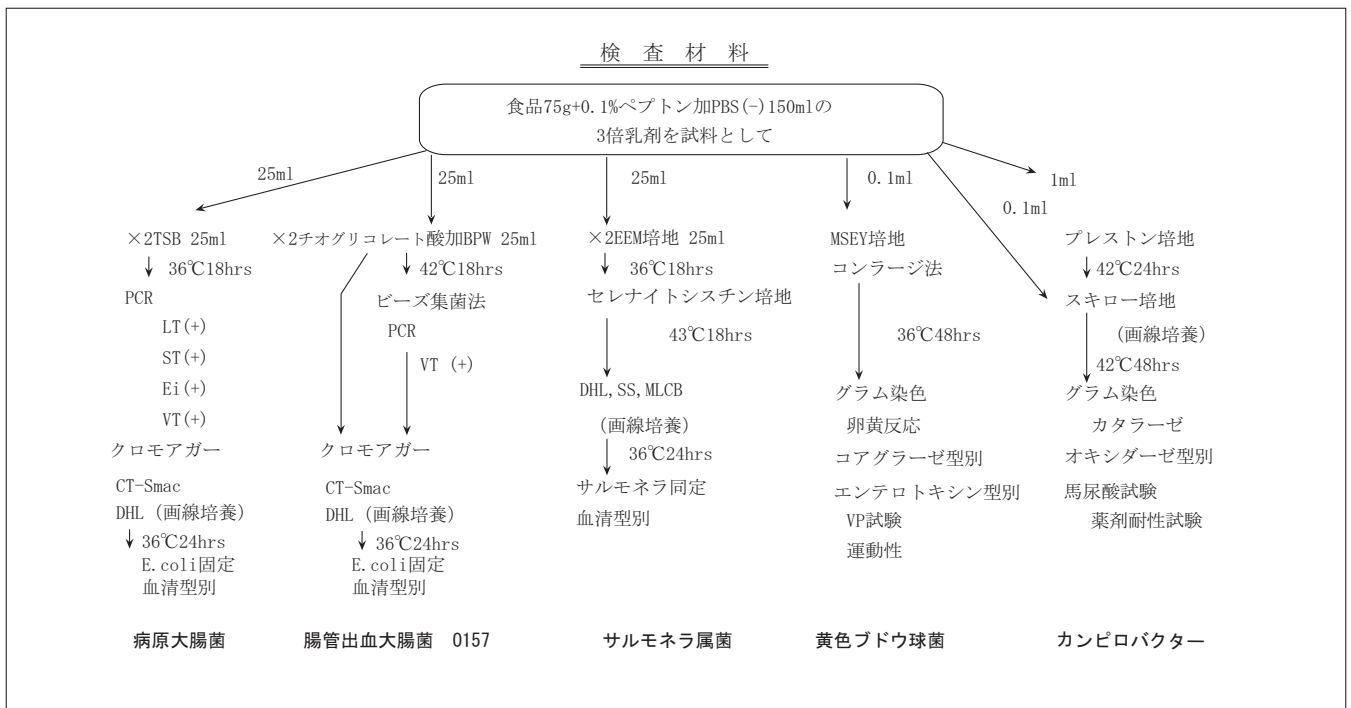 検 査 材 料
食品75g+0.1%ペプトン加PBS(-)150mlの
3倍乳剤を試料として
25ml
25ml
25ml
0.1ml
1ml
0.1ml
×2TSB 25ml
36℃18hrs
PCR
LT(+)
ST(+)
Ei(+)
VT(+)
クロモアガー
CT-Smac
DHL (画線培養)
36℃24hrs
E.coli固定
血清型別
病原大腸菌
×2チオグリコレート酸加BPW 25ml
42℃18hrs
ビーズ集菌法
PCR
VT (+)
クロモアガー
CT-Smac
DHL (画線培養)
36℃24hrs
E.coli固定
血清型別
腸管出血大腸菌 O157
×2EEM培地 25ml
36℃18hrs
セレナイトシスチン培地
43℃18hrs
DHL,SS,MLCB
(画線培養)
36℃24hrs
サルモネラ同定
血清型別
サルモネラ属菌
MSEY培地
コンラージ法
36℃48hrs
グラム染色
卵黄反応
コアグラーゼ型別
エンテロトキシン型別
VP試験
運動性
黄色ブドウ球菌
プレストン培地
42℃24hrs
スキロー培地
(画線培養)
42℃48hrs
グラム染色
カタラーゼ
オキシダーゼ型別
馬尿酸試験
薬剤耐性試験
カンピロバクター